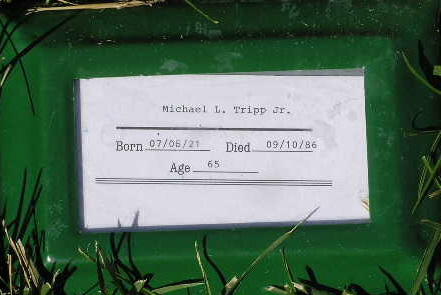 Michael L. Tripp Jr.
Born 07/06/21 Died 09/10/86
Age 65